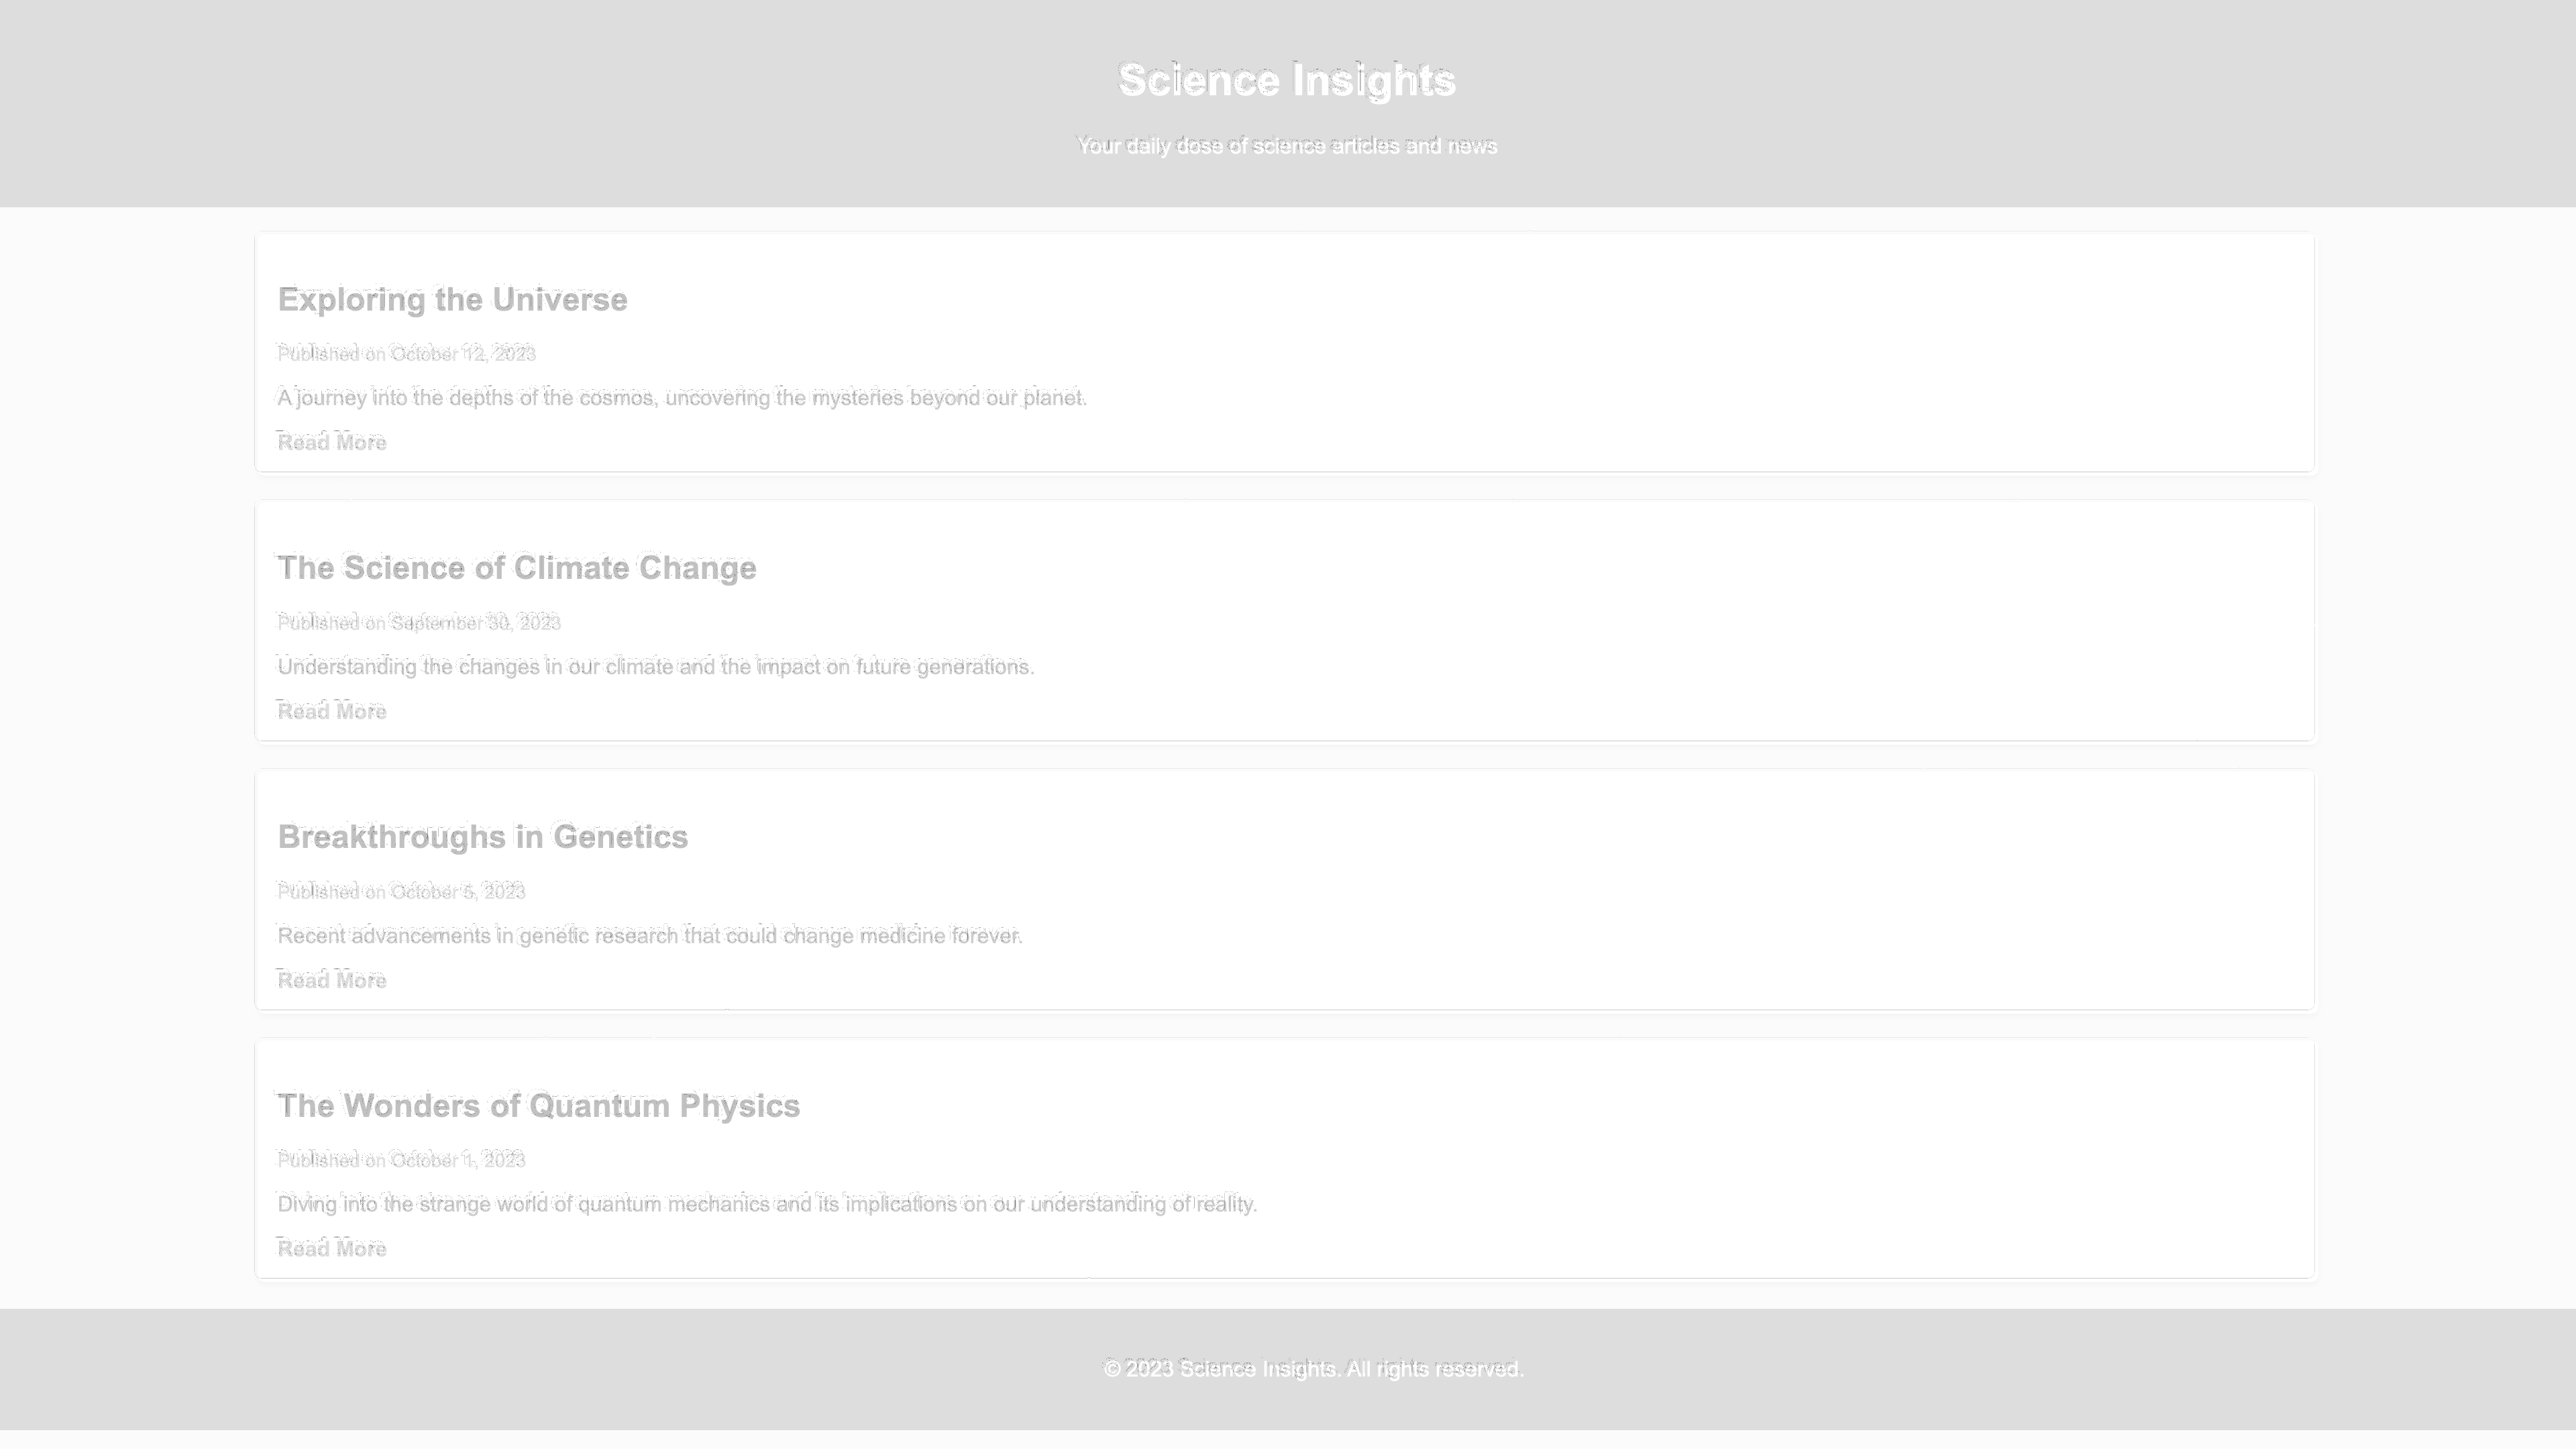 Science Insights
Your daily dose of science articles and news
Exploring the Universe
Published on October 12, 2023
A journey into the depths of the cosmos, uncovering the mysteries beyond our planet.
Read More
The Science of Climate Change
Published on September 30, 2023
Understanding the changes in our climate and the impact on future generations.
Read More
Breakthroughs in Genetics
Published on October 5, 2023
Recent advancements in genetic research that could change medicine forever.
Read More
The Wonders of Quantum Physics
Published on October 1, 2023
Diving into the strange world of quantum mechanics and its implications on our understanding of reality.
Read More
© 2023 Science Insights. All rights reserved.